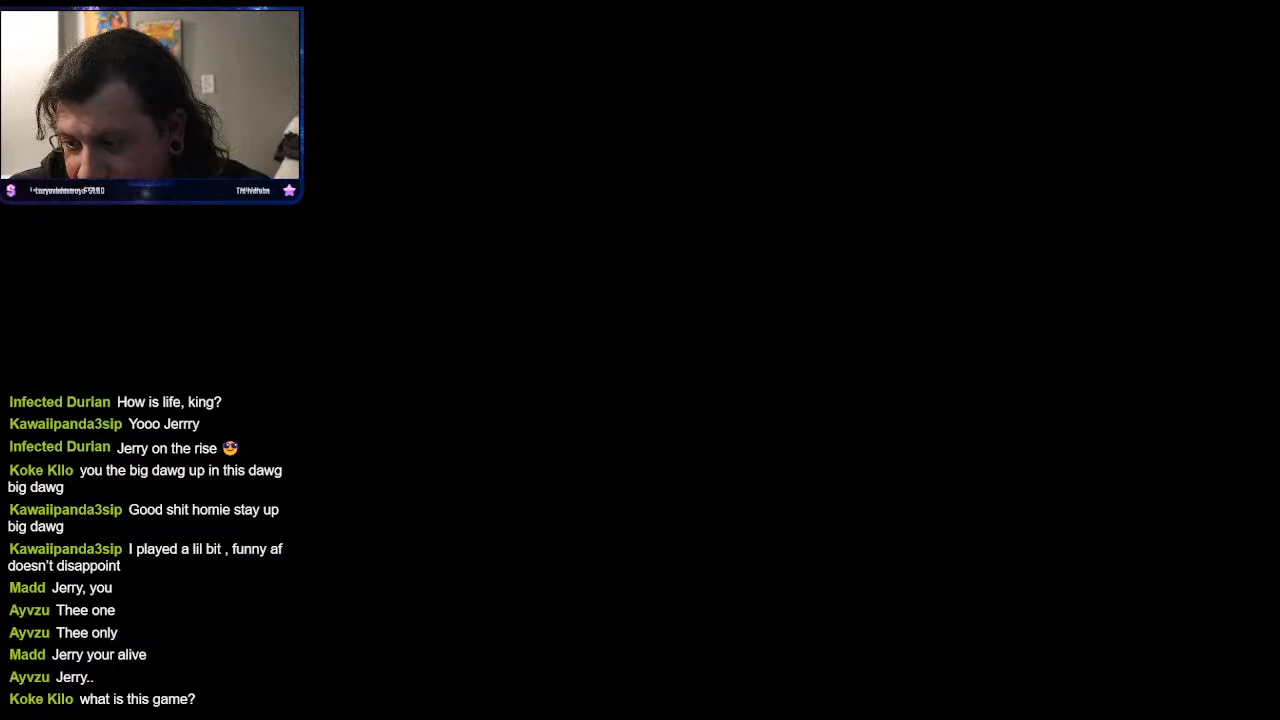 Infected Durian How is life, king?
Kawaiipanda3sip Yooo Jerrry
Infected Durian Jerry on the rise 😎
Koke Kilo you the big dawg up in this dawg
big dawg
Kawaiipanda3sip Good shit homie stay up
big dawg
Kawaiipanda3sip I played a lil bit , funny af
doesn't disappoint
Madd Jerry, you
Ayvzu Thee one
Ayvzu Thee only
Madd Jerry your alive
Ayvzu Jerry..
Koke Kilo what is this game?